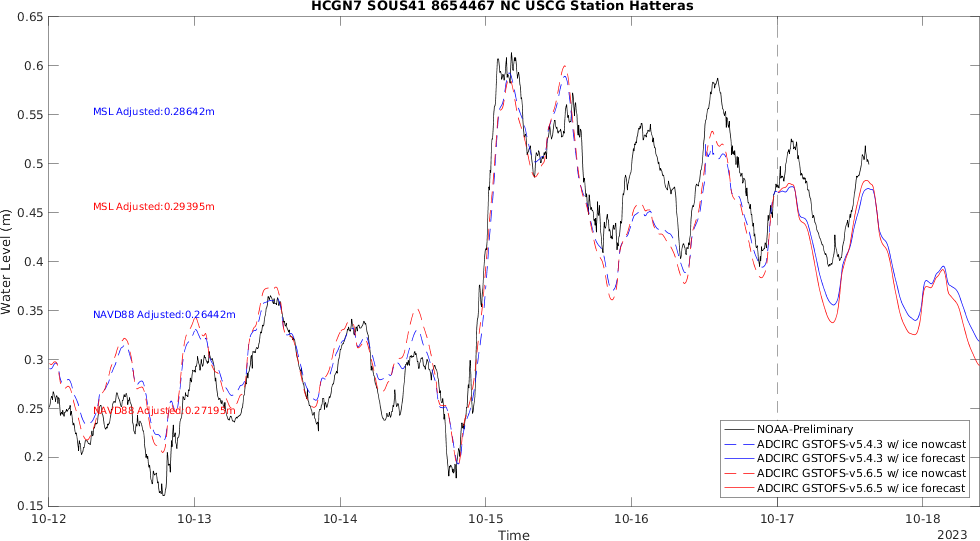 HCGN7 SOUS41 8654467 NC USCG Station Hatteras
0.65
0.6
0.55
0.5
0.45
0.4
0.35
0.3
0.25
0.2
0.15
Water Level (m)
MSL Adjusted:0.28642m
MSL Adjusted:0.29395m
NAVD88 Adjusted:0.26442m
NAVD88 Adjusted:0.27195m
NOAA-Preliminary
ADCIRC GSTOFS-v5.4.3 w/ ice nowcast
ADCIRC GSTOFS-v5.4.3 w/ ice forecast
ADCIRC GSTOFS-v5.6.5 w/ ice nowcast
ADCIRC GSTOFS-v5.6.5 w/ ice forecast
10-12 10-13 10-14 10-15 10-16 10-17 10-18
Time
2023